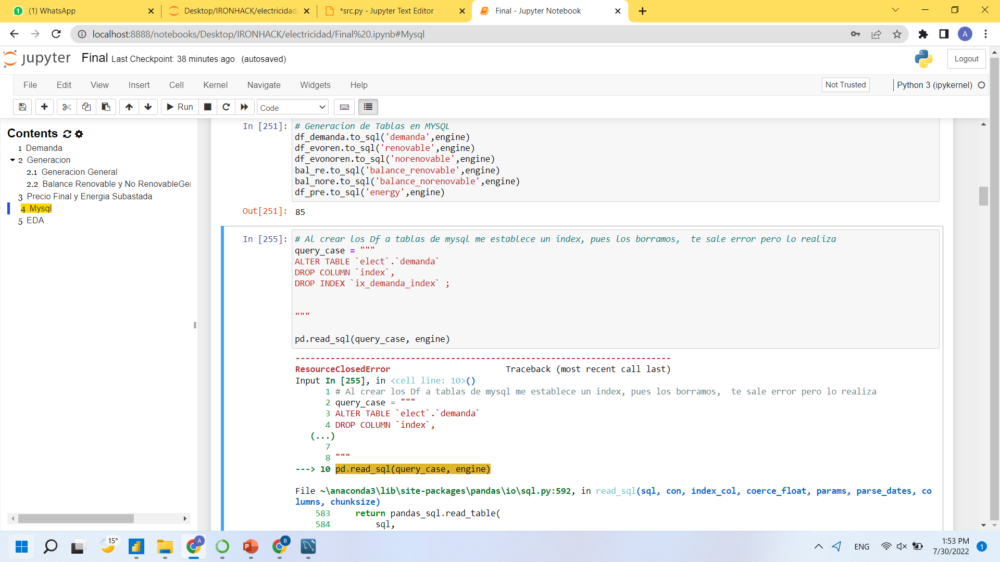 (1) WhatsApp
Desktop/IRONHACK/electricidad/
*src.py - Jupyter Text Editor
Final - Jupyter Notebook
localhost:8888/notebooks/Desktop/IRONHACK/electricidad/Final%20.ipynb#Mysql
A
jupyter Final Last Checkpoint: 38 minutes ago (autosaved)
Logout
File Edit View Insert Cell Kernel Navigate Widgets Help
Not Trusted
Python 3 (ipykernel)
Run
Code
Contents
1 Demanda
2 Generacion
2.1 Generacion General
2.2 Balance Renovable y No RenovableGer
3 Precio Final y Energia Subastada
4 Mysql
5 EDA
In [251]: # Generacion de Tablas en MYSQL
df_demanda.to_sql('demanda',engine)
df_evoren.to_sql('renovable',engine)
df_evonoren.to_sql('norenovable',engine)
bal_re.to_sql('balance_renovable',engine)
bal_nore.to_sql('balance_norenovable',engine)
df_pre.to_sql('energy',engine)
Out[251]: 85
In [255]: # Al crear los Df a tablas de mysql me establece un index, pues los borramos,  te sale error pero lo realiza
query_case = """
ALTER TABLE `elect`.`demanda`
DROP COLUMN `index`,
DROP INDEX `ix_demanda_index` ;
"""
pd.read_sql(query_case, engine)
---------------------------------------------------------------------------
ResourceClosedError                       Traceback (most recent call last)
Input In [255], in <cell line: 10>()
1 # Al crear los Df a tablas de mysql me establece un index, pues los borramos,  te sale error pero lo realiza
2 query_case = """
3 ALTER TABLE `elect`.`demanda`
4 DROP COLUMN `index`,
(...)
7
8 """
---> 10 pd.read_sql(query_case, engine)
File ~\anaconda3\lib\site-packages\pandas\io\sql.py:592, in read_sql(sql, con, index_col, coerce_float, params, parse_dates, co
lumns, chunksize)
583     return pandas_sql.read_table(
584         sql,
15°
A
P
B
ENG
1:53 PM
7/30/2022
1